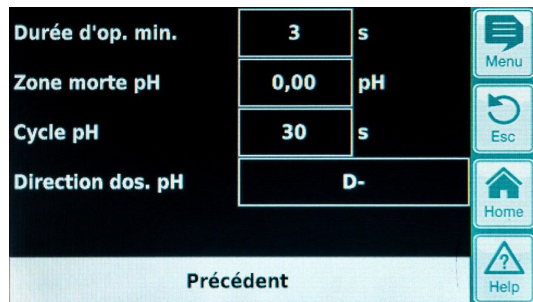 Durée d'op. min. 3 s
Menu
Zone morte pH 0,00 pH
Cycle pH 30 s
Esc
Direction dos. pH D-
Home
Précédent
Help